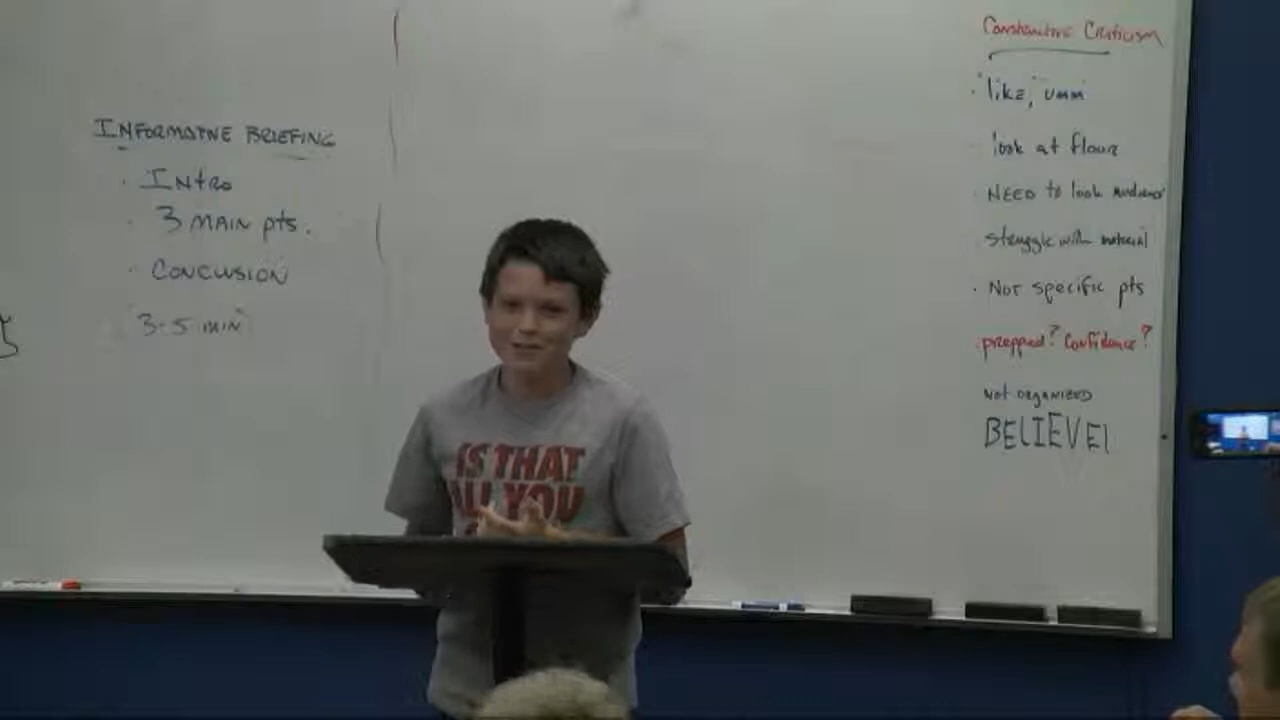 INFORMATIVE BRIEFING
· INTRO
· 3 MAIN pts.
· CONCLUSION
"3-5 MIN"
IS THAT
ALL YOU
Constructive Criticism
· "like," umm
look at floor
· NEED to look audience
struggle with material
· NOT specific pts
prepped? Confidence?
NOT ORGANIZED
BELIEVE!